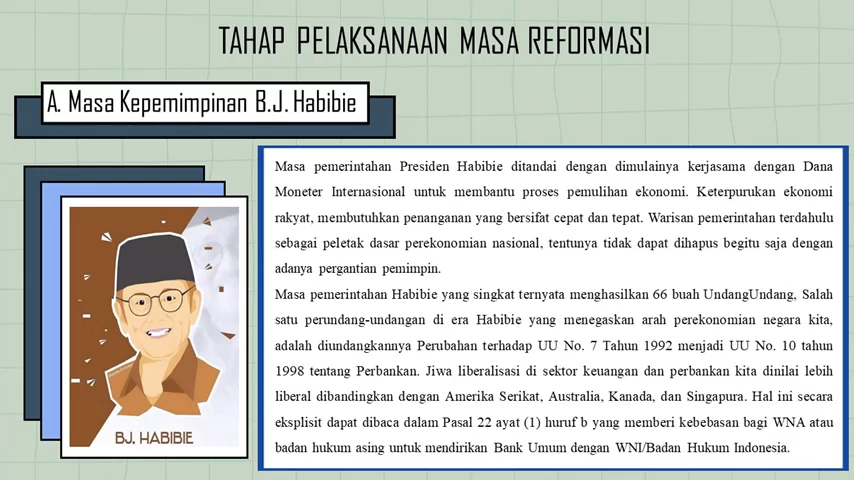 TAHAP PELAKSANAAN MASA REFORMASI
A. Masa Kepemimpinan B.J. Habibie
BJ. HABIBIE
Masa pemerintahan Presiden Habibie ditandai dengan dimulainya kerjasama dengan Dana
Moneter Internasional untuk membantu proses pemulihan ekonomi. Keterpurukan ekonomi
rakyat, membutuhkan penanganan yang bersifat cepat dan tepat. Warisan pemerintahan terdahulu
sebagai peletak dasar perekonomian nasional, tentunya tidak dapat dihapus begitu saja dengan
adanya pergantian pemimpin.
Masa pemerintahan Habibie yang singkat ternyata menghasilkan 66 buah UndangUndang, Salah
satu perundang-undangan di era Habibie yang menegaskan arah perekonomian negara kita,
adalah diundangkannya Perubahan terhadap UU No. 7 Tahun 1992 menjadi UU No. 10 tahun
1998 tentang Perbankan. Jiwa liberalisasi di sektor keuangan dan perbankan kita dinilai lebih
liberal dibandingkan dengan Amerika Serikat, Australia, Kanada, dan Singapura. Hal ini secara
eksplisit dapat dibaca dalam Pasal 22 ayat (1) huruf b yang memberi kebebasan bagi WNA atau
badan hukum asing untuk mendirikan Bank Umum dengan WNI/Badan Hukum Indonesia.